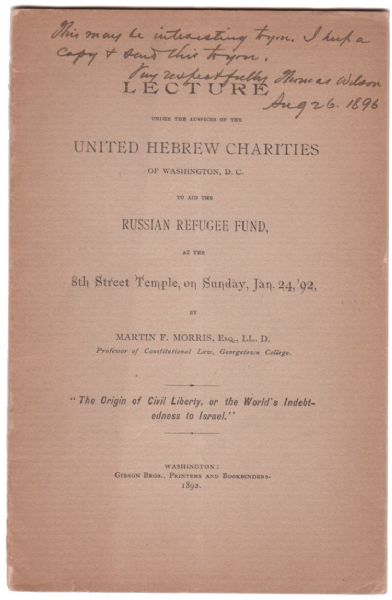 This may be interesting to you. I keep a
copy & send this to you.
Very respectfully Thomas Wilson
Aug 26. 1896
LECTURE
UNDER THE AUSPICES OF THE
UNITED HEBREW CHARITIES
OF WASHINGTON, D. C.
TO AID THE
RUSSIAN REFUGEE FUND,
AT THE
8th Street Temple, on Sunday, Jan. 24, '92,
BY
MARTIN F. MORRIS, ESQ., LL. D.
Professor of Constitutional Law, Georgetown College.
"The Origin of Civil Liberty, or the World's Indebt-
edness to Israel."
WASHINGTON:
GIBSON BROS., PRINTERS AND BOOKBINDERS.
1892.